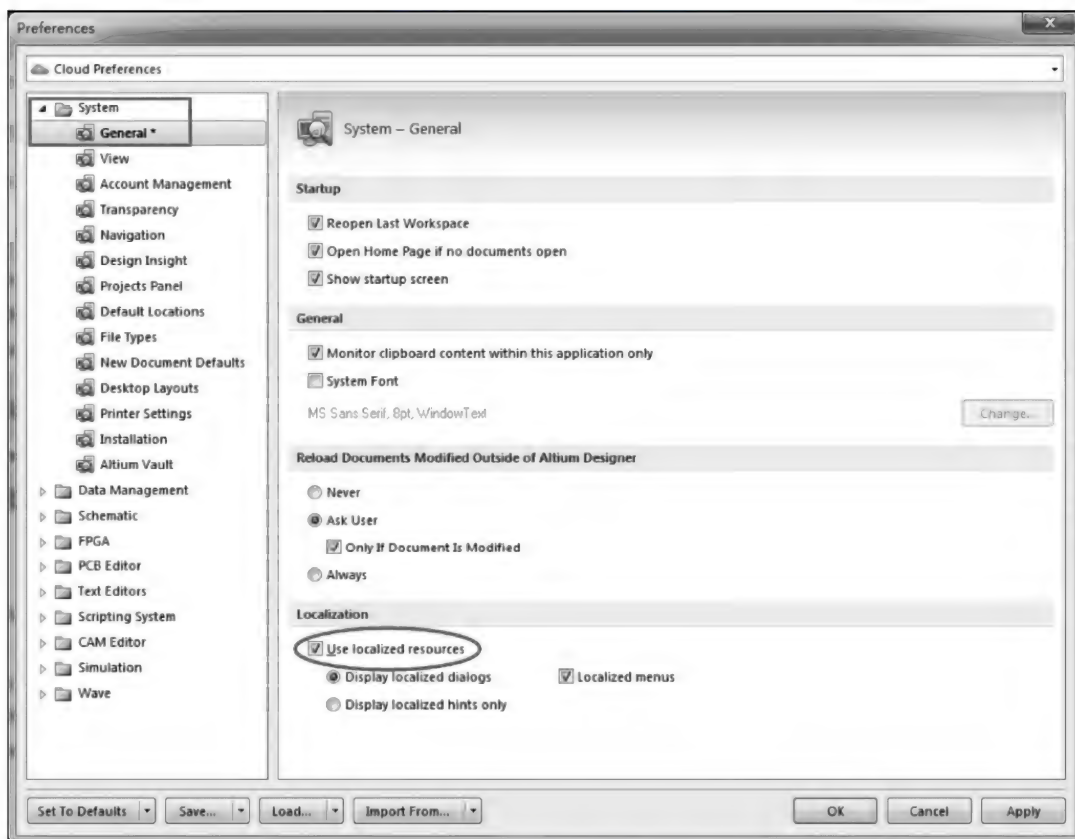 Preferences
x
Cloud Preferences
System
General *
View
Account Management
Transparency
Navigation
Design Insight
Projects Panel
Default Locations
File Types
New Document Defaults
Desktop Layouts
Printer Settings
Installation
Altium Vault
Data Management
Schematic
FPGA
PCB Editor
Text Editors
Scripting System
CAM Editor
Simulation
Wave
System – General
Startup
Reopen Last Workspace
Open Home Page if no documents open
Show startup screen
General
Monitor clipboard content within this application only
System Font
MS Sans Serif, 8pt, WindowText
Change...
Reload Documents Modified Outside of Altium Designer
Never
Ask User
Only If Document Is Modified
Always
Localization
Use localized resources
Display localized dialogs
Localized menus
Display localized hints only
Set To Defaults
Save...
Load...
Import From...
OK
Cancel
Apply